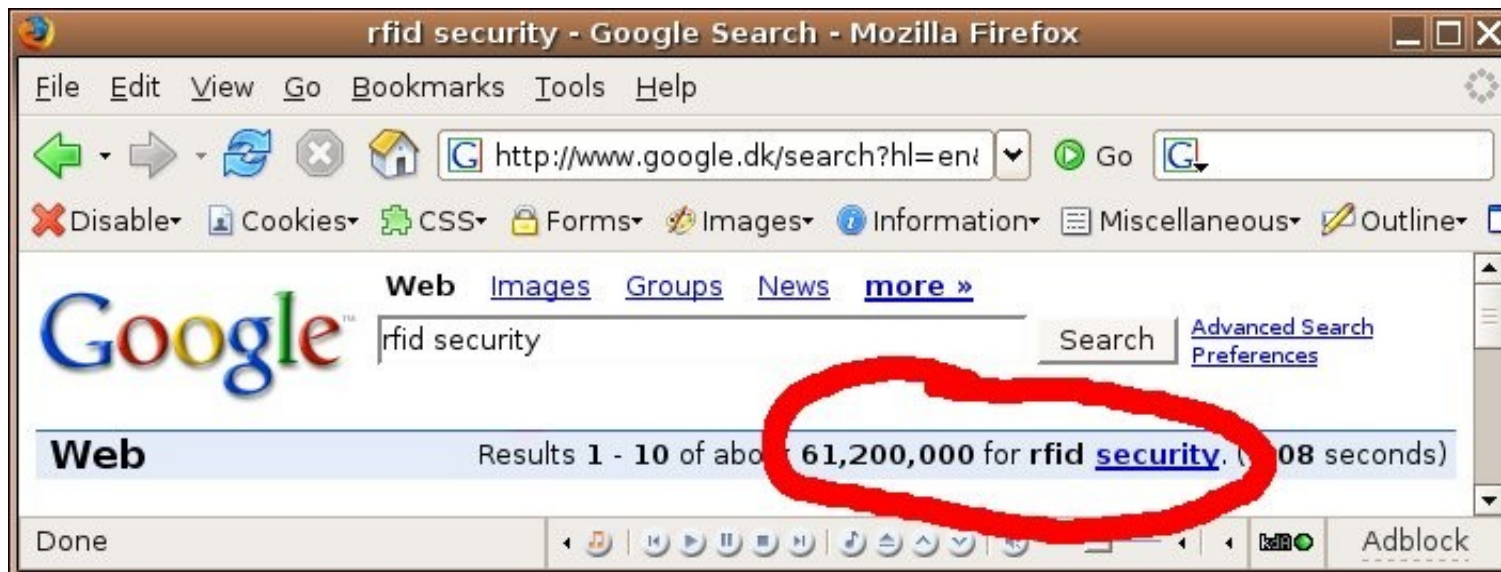 rfid security - Google Search - Mozilla Firefox
File Edit View Go Bookmarks Tools Help
http://www.google.dk/search?hl=en& Go
Disable Cookies CSS Forms Images Information Miscellaneous Outline
Web Images Groups News more »
Google™
rfid security Search
Advanced Search
Preferences
Web Results 1 - 10 of about 61,200,000 for rfid security. ( 08 seconds)
Done Adblock